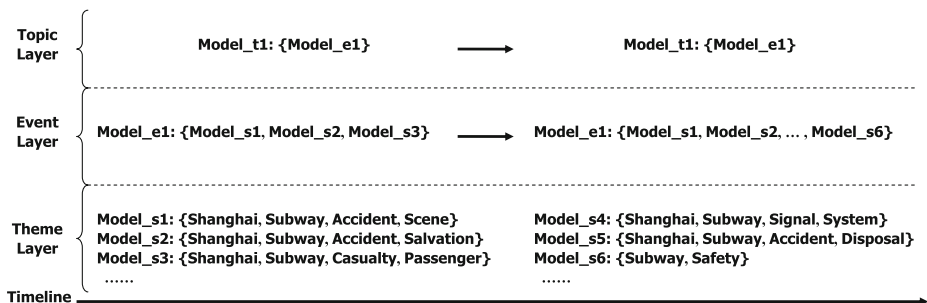 Topic Layer
Model_t1: {Model_e1}
Model_t1: {Model_e1}
Event Layer
Model_e1: {Model_s1, Model_s2, Model_s3}
Model_e1: {Model_s1, Model_s2, ... , Model_s6}
Theme Layer
Model_s1: {Shanghai, Subway, Accident, Scene}
Model_s2: {Shanghai, Subway, Accident, Salvation}
Model_s3: {Shanghai, Subway, Casualty, Passenger}
......
Model_s4: {Shanghai, Subway, Signal, System}
Model_s5: {Shanghai, Subway, Accident, Disposal}
Model_s6: {Subway, Safety}
......
Timeline